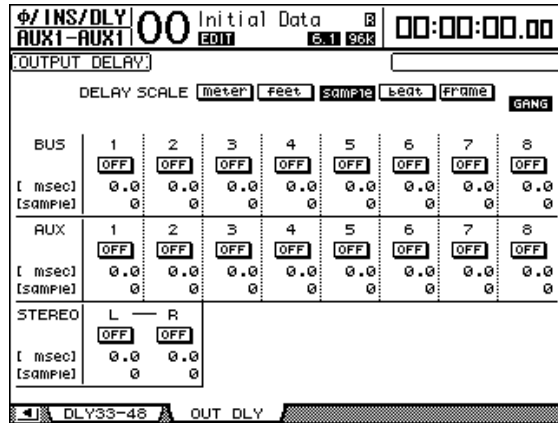 Φ/INS/DLY 00 Initial Data R 00:00:00.00
AUX1-AUX1 EDIT 6.1 96K
OUTPUT DELAY
DELAY SCALE meter feet sample beat frame
GANG
BUS 1 2 3 4 5 6 7 8
OFF OFF OFF OFF OFF OFF OFF OFF
[ msec] 0.0 0.0 0.0 0.0 0.0 0.0 0.0 0.0
[sample] 0 0 0 0 0 0 0 0
AUX 1 2 3 4 5 6 7 8
OFF OFF OFF OFF OFF OFF OFF OFF
[ msec] 0.0 0.0 0.0 0.0 0.0 0.0 0.0 0.0
[sample] 0 0 0 0 0 0 0 0
STEREO L — R
OFF OFF
[ msec] 0.0 0.0
[sample] 0 0
DLY33-48 OUT DLY